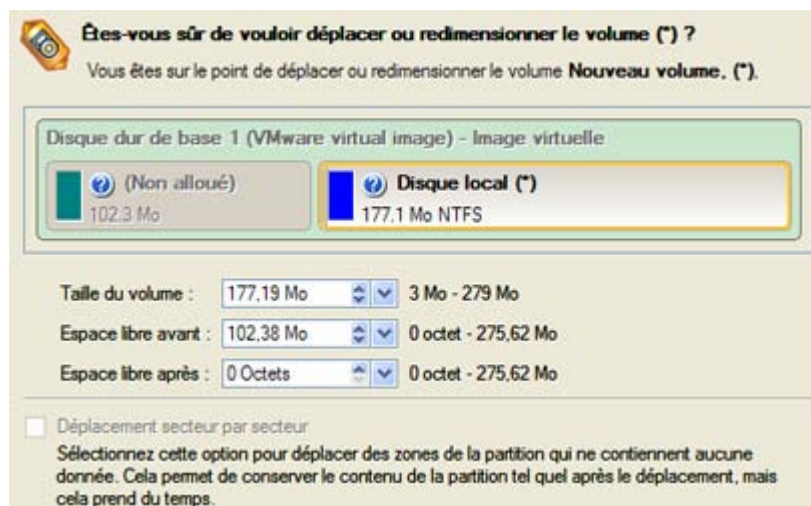 Êtes-vous sûr de vouloir déplacer ou redimensionner le volume (*) ?
Vous êtes sur le point de déplacer ou redimensionner le volume Nouveau volume, (*).
Disque dur de base 1 (VMware virtual image) - Image virtuelle
(Non alloué)
102.3 Mo
Disque local (*)
177.1 Mo NTFS
Taille du volume : 177,19 Mo 3 Mo - 279 Mo
Espace libre avant : 102,38 Mo 0 octet - 275,62 Mo
Espace libre après : 0 Octets 0 octet - 275,62 Mo
Déplacement secteur par secteur
Sélectionnez cette option pour déplacer des zones de la partition qui ne contiennent aucune
donnée. Cela permet de conserver le contenu de la partition tel quel après le déplacement, mais
cela prend du temps.